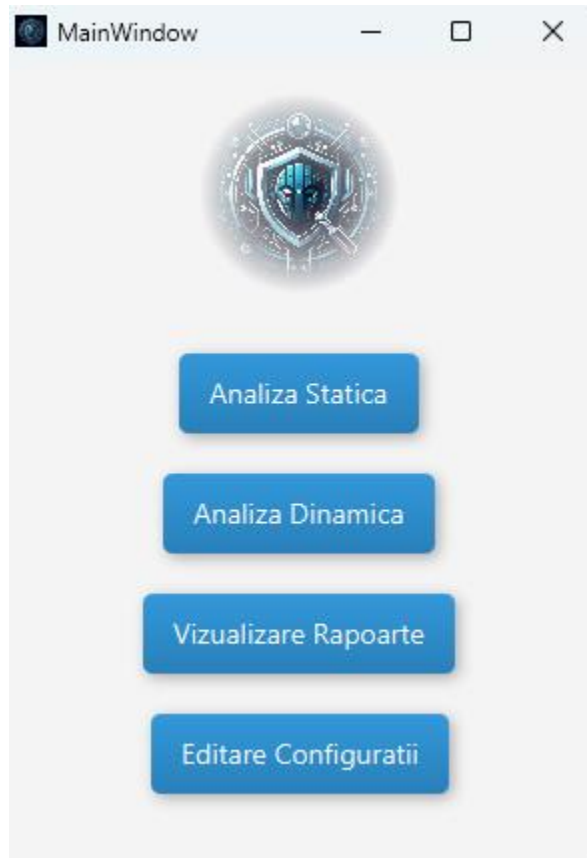 MainWindow
Analiza Statica
Analiza Dinamica
Vizualizare Rapoarte
Editare Configuratii